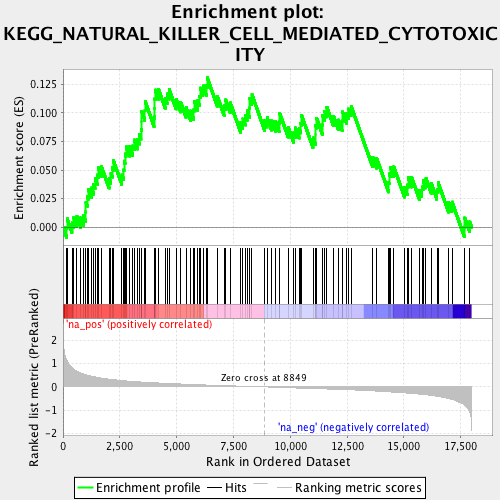 Enrichment plot:
KEGG_NATURAL_KILLER_CELL_MEDIATED_CYTOTOXIC
ITY
Enrichment score (ES)
0.125
0.100
0.075
0.050
0.025
0.000
'na_pos' (positively correlated)
Ranked list metric (PreRanked)
2
1
0
-1
-2
Zero cross at 8849
'na_neg' (negatively correlated)
0
2,500
5,000
7,500
10,000
12,500
15,000
17,500
Rank in Ordered Dataset
Enrichment profile
Hits
Ranking metric scores